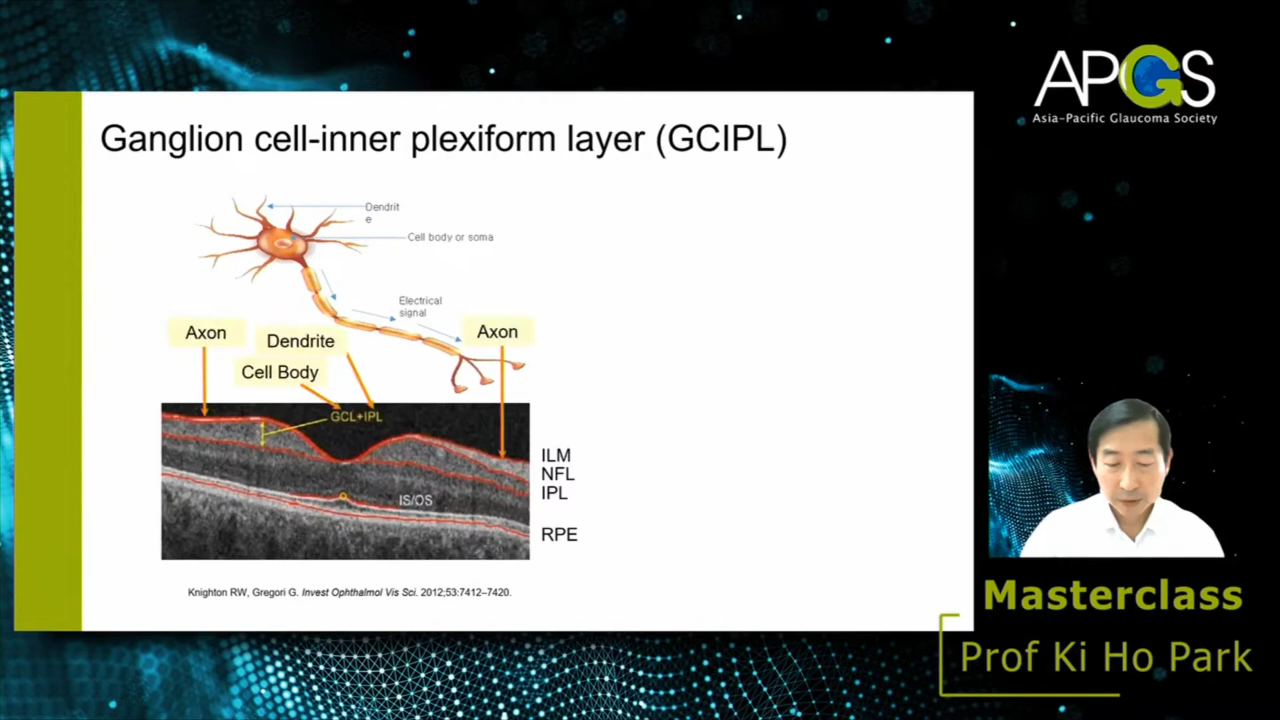 APGS
Asia-Pacific Glaucoma Society
Ganglion cell-inner plexiform layer (GCIPL)
Dendrit
e
Cell body or soma
Electrical
signal
Axon
Dendrite
Axon
Cell Body
GCL+IPL
ILM
NFL
IPL
IS/OS
RPE
Knighton RW, Gregori G. Invest Ophthalmol Vis Sci. 2012;53:7412–7420.
Masterclass
Prof Ki Ho Park